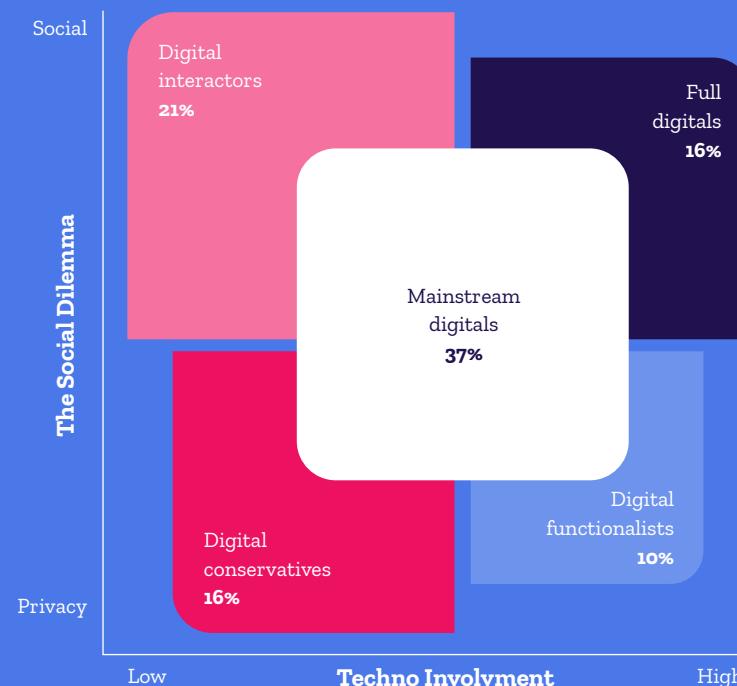 Social
Digital
interactors
21%
Full
digitals
16%
The Social Dilemma
Mainstream
digitals
37%
Digital
functionalists
10%
Digital
conservatives
16%
Privacy
Low
Techno Involvment
High